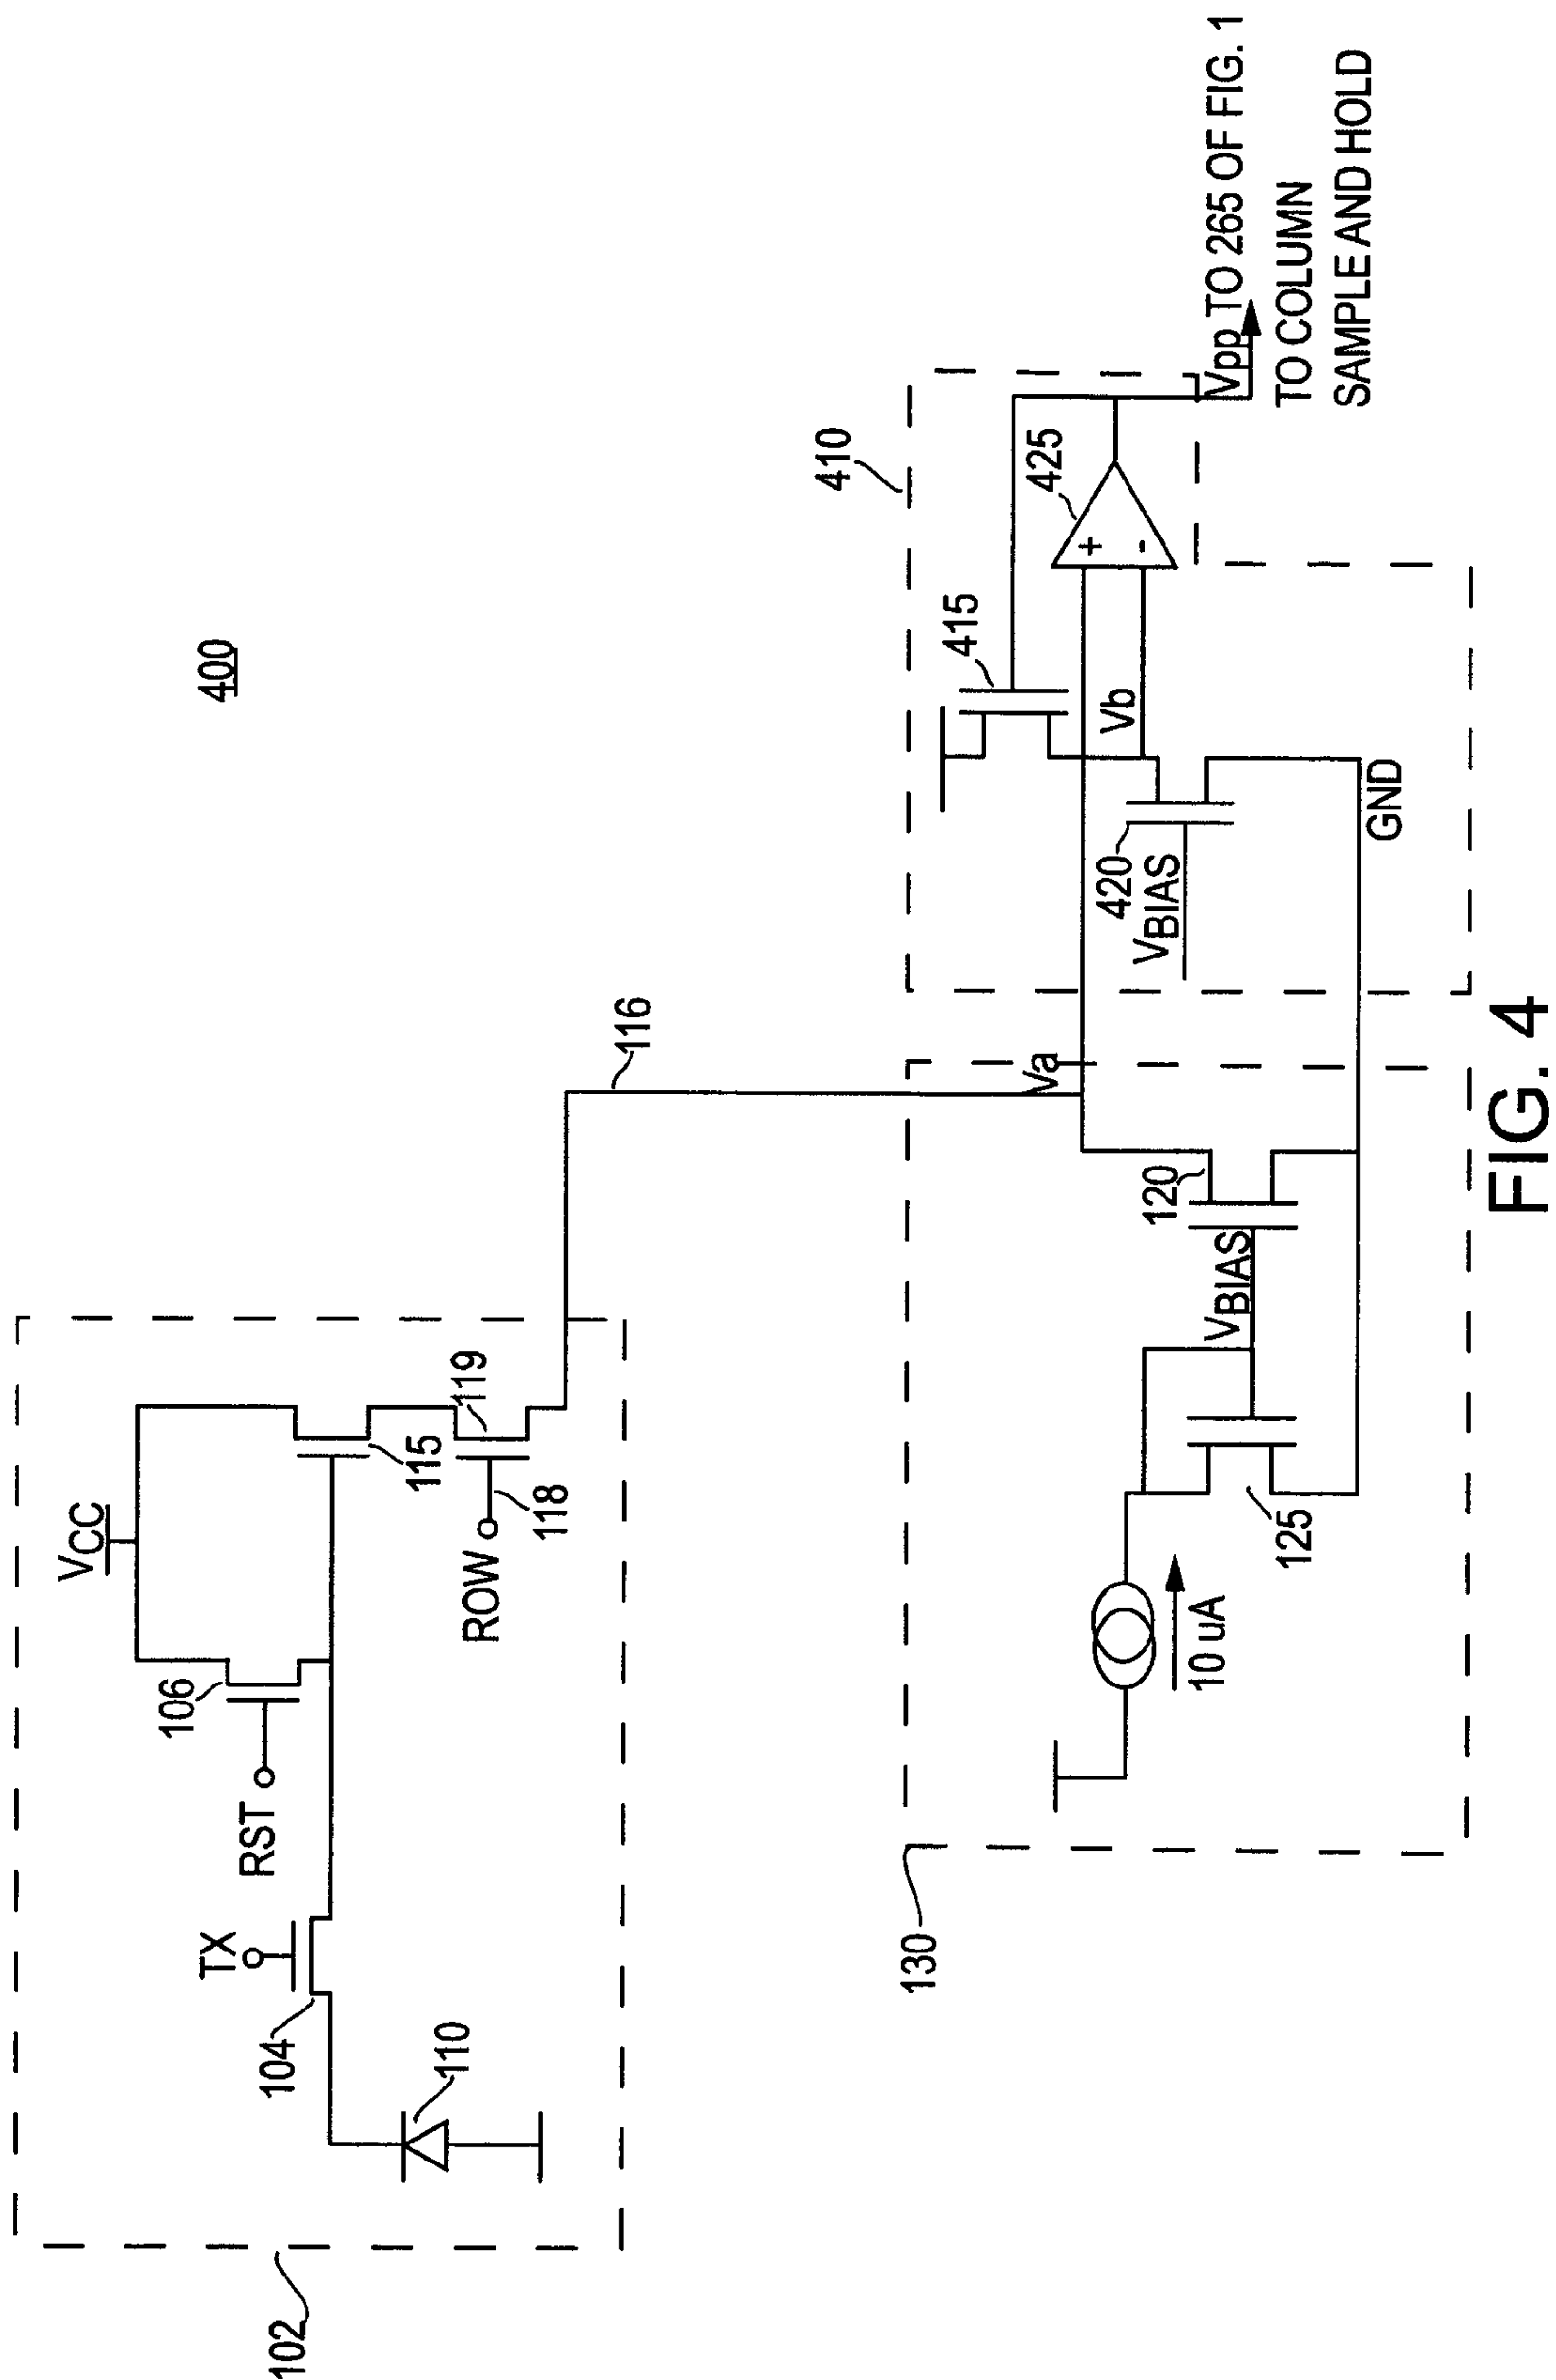 400
102
VCC
106
RST
TX
104
110
115
119
ROW
118
116
130
10 uA
125
VBIAS
120
Va
410
415
425
+
-
Vb
420
VBIAS
GND
Vpp TO 265 OF FIG. 1
TO COLUMN
SAMPLE AND HOLD
FIG. 4